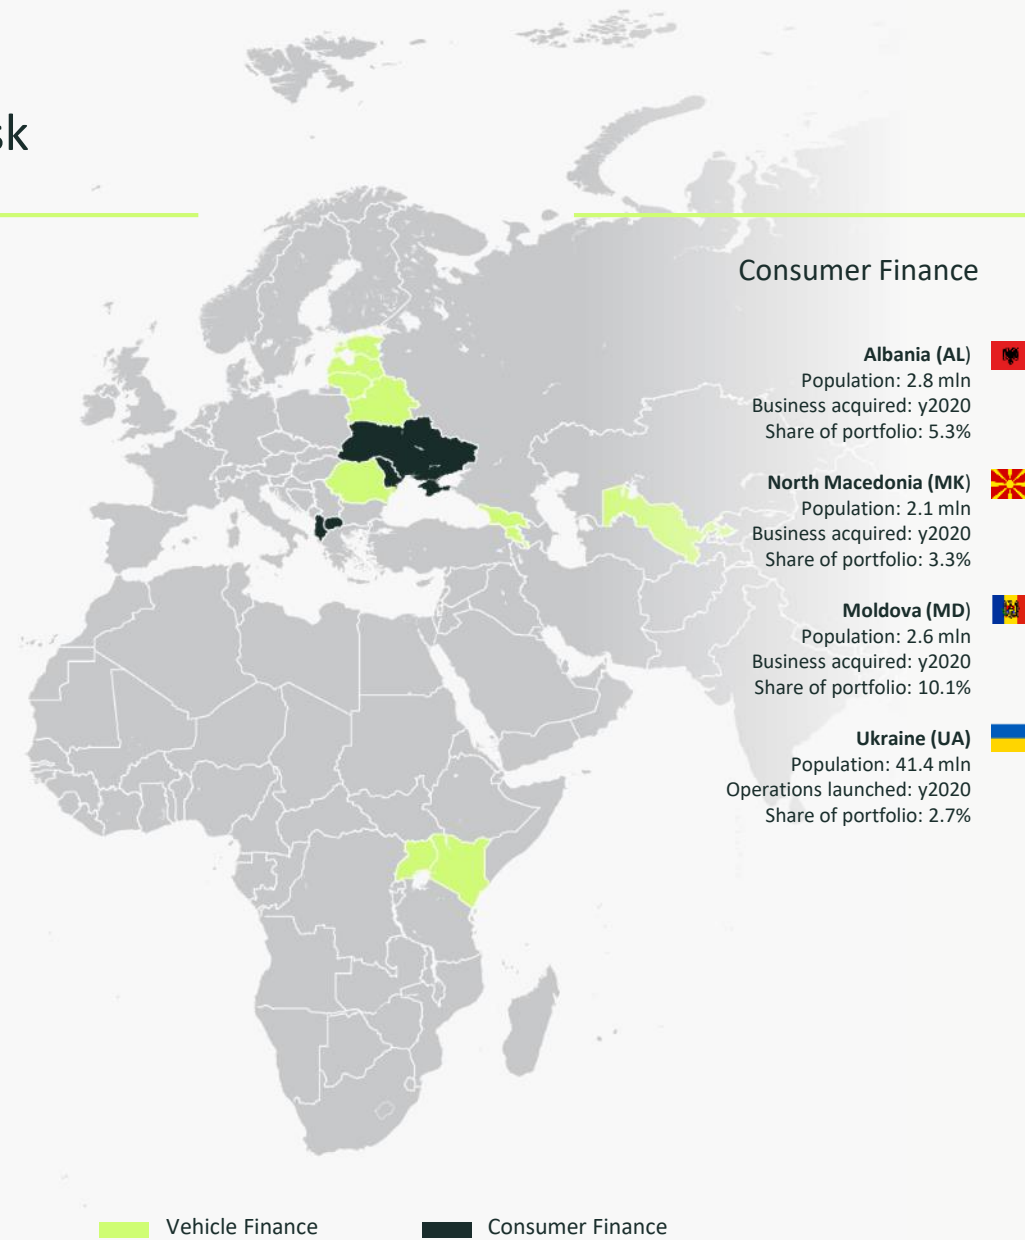 sk
Consumer Finance
Albania (AL)
Population: 2.8 mln
Business acquired: y2020
Share of portfolio: 5.3%
North Macedonia (MK)
Population: 2.1 mln
Business acquired: y2020
Share of portfolio: 3.3%
Moldova (MD)
Population: 2.6 mln
Business acquired: y2020
Share of portfolio: 10.1%
Ukraine (UA)
Population: 41.4 mln
Operations launched: y2020
Share of portfolio: 2.7%
Vehicle Finance
Consumer Finance